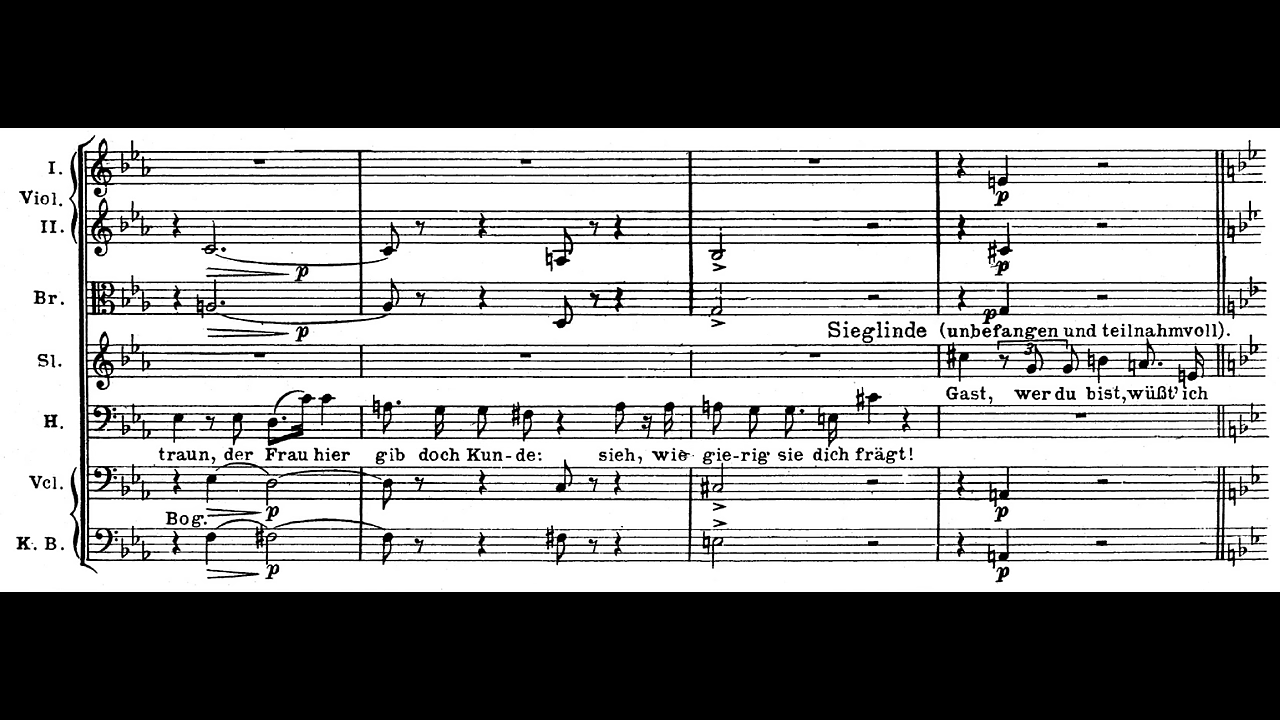 I.
Viol.
II.
p
p
p
Br.
p
p
Sieglinde (unbefangen und teilnahmvoll).
Sl.
3
Gast, wer du bist, wüßt' ich
H.
traun, der Frau hier gib doch Kun-de: sieh, wie gie-rig sie dich frägt!
Vcl.
p
p
Bog.
K. B.
p
p